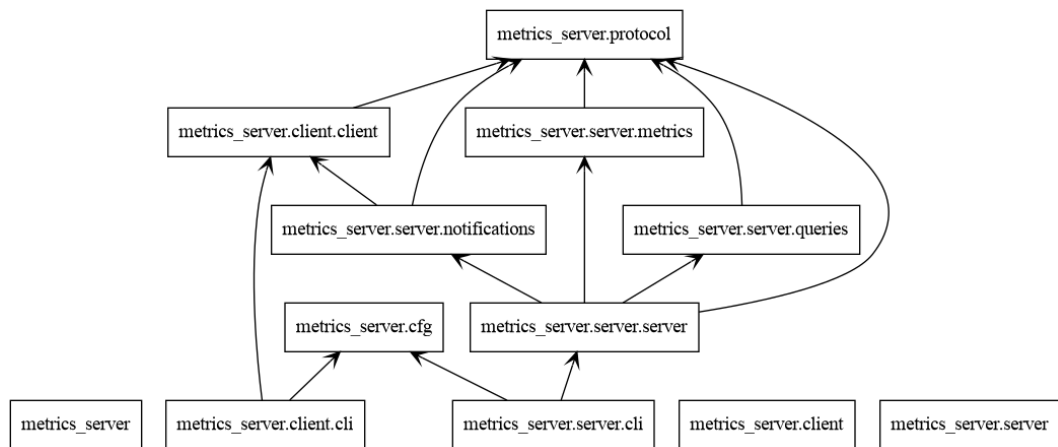 metrics_server.protocol
metrics_server.client.client
metrics_server.server.metrics
metrics_server.server.notifications
metrics_server.server.queries
metrics_server.cfg
metrics_server.server.server
metrics_server
metrics_server.client.cli
metrics_server.server.cli
metrics_server.client
metrics_server.server